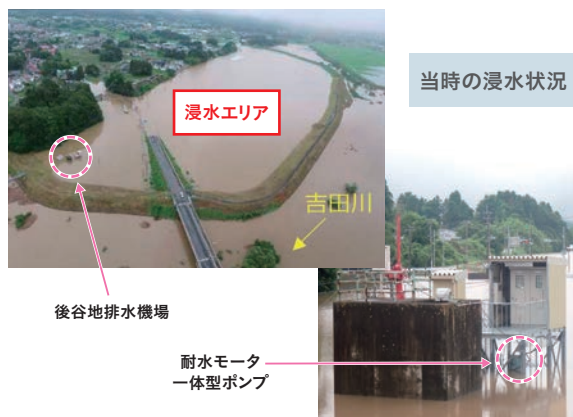 当時の浸水状況
浸水エリア
吉田川
後谷地排水機場
耐水モータ
一体型ポンプ